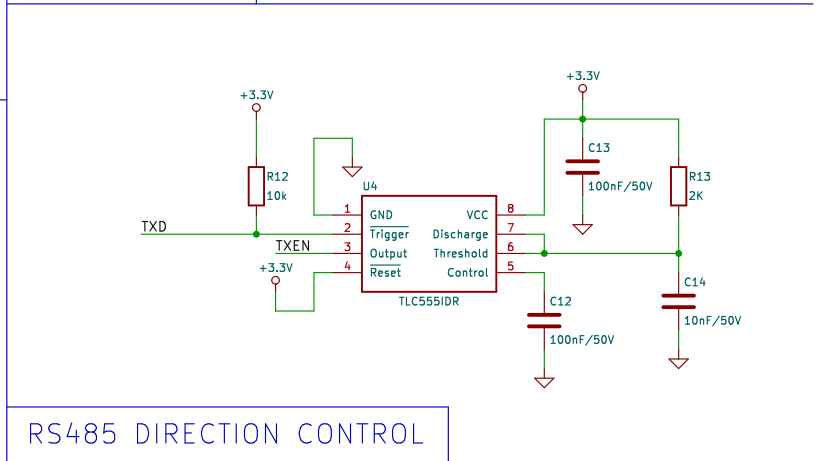 +3.3V
+3.3V
C13
100nF/50V
R12
10k
R13
2K
U4
1 GND VCC 8
TXD
2 Trigger Discharge 7
TXEN
3 Output Threshold 6
+3.3V
4 Reset Control 5
TLC555IDR
C14
10nF/50V
C12
100nF/50V
RS485 DIRECTION CONTROL